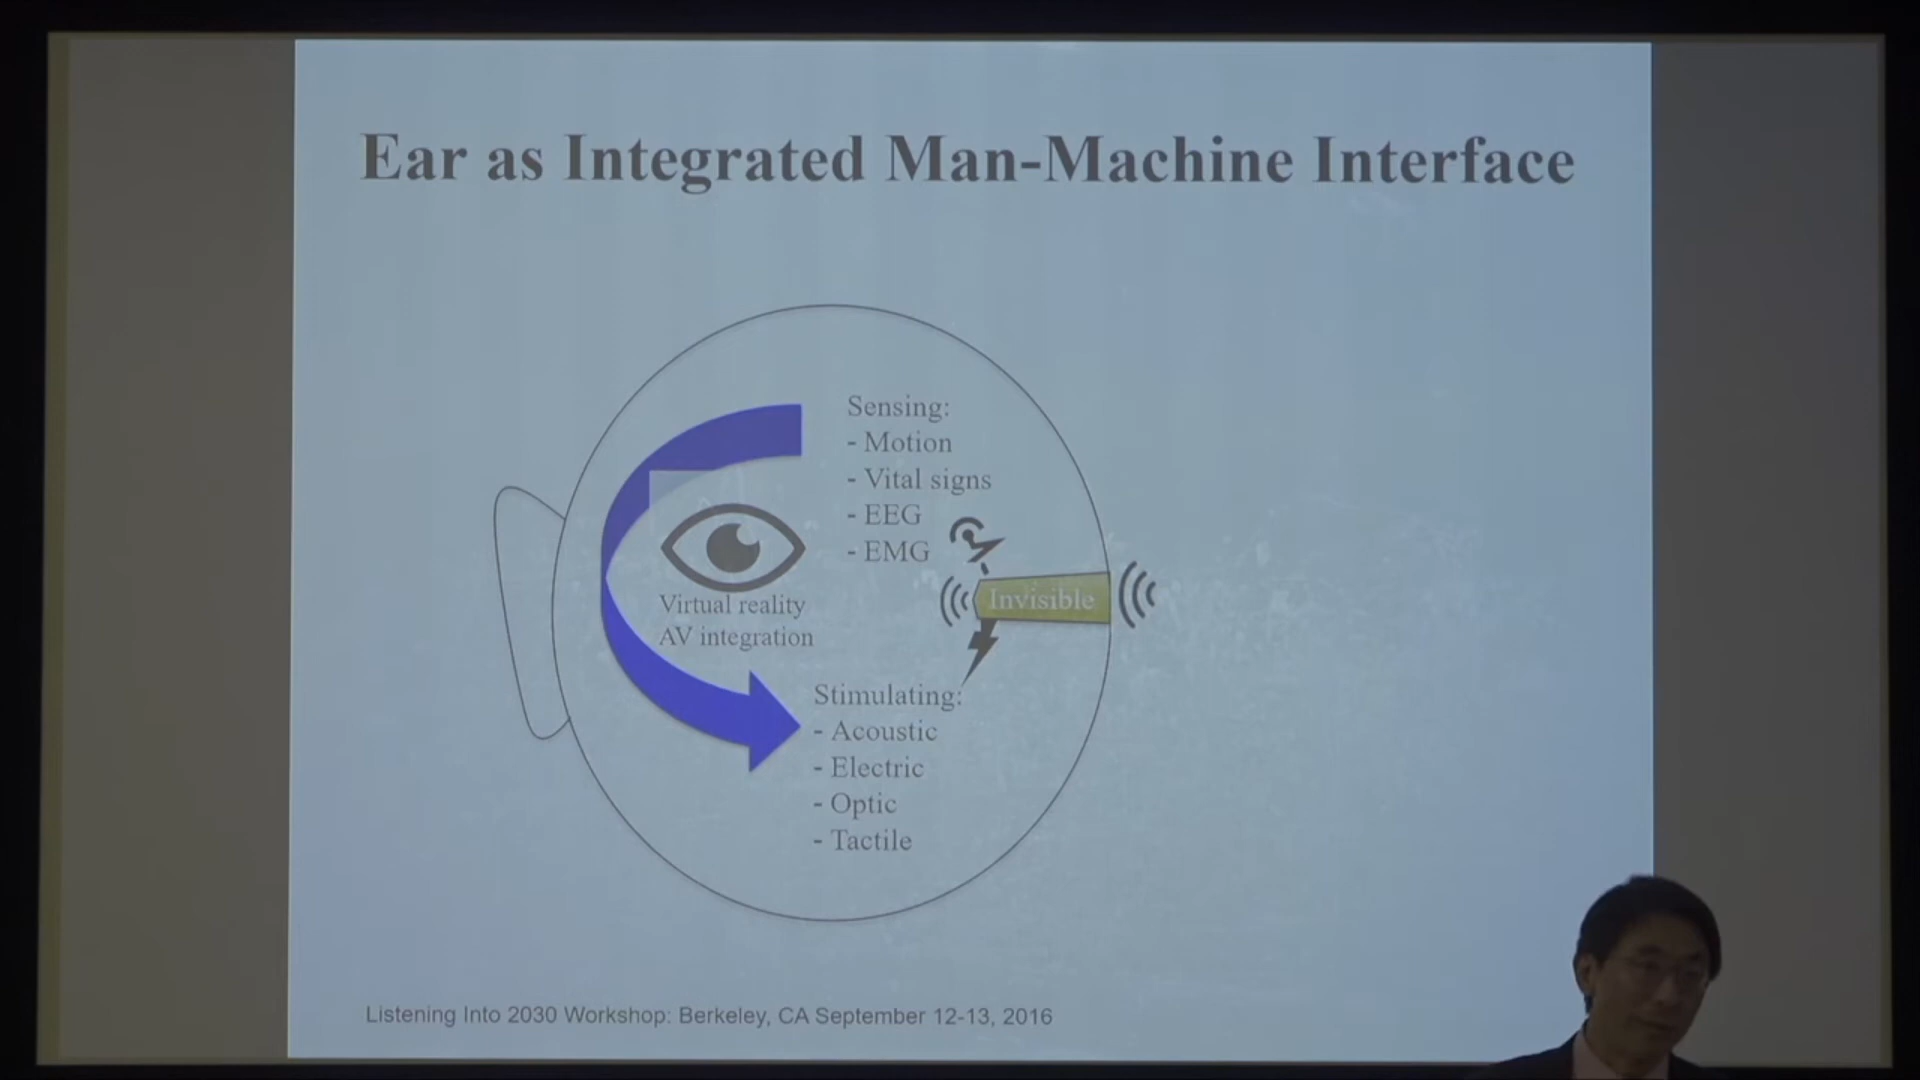 Ear as Integrated Man-Machine Interface
Sensing:
- Motion
- Vital signs
- EEG
- EMG
Invisible
Virtual reality
AV integration
Stimulating:
- Acoustic
- Electric
- Optic
- Tactile
Listening Into 2030 Workshop: Berkeley, CA September 12-13, 2016